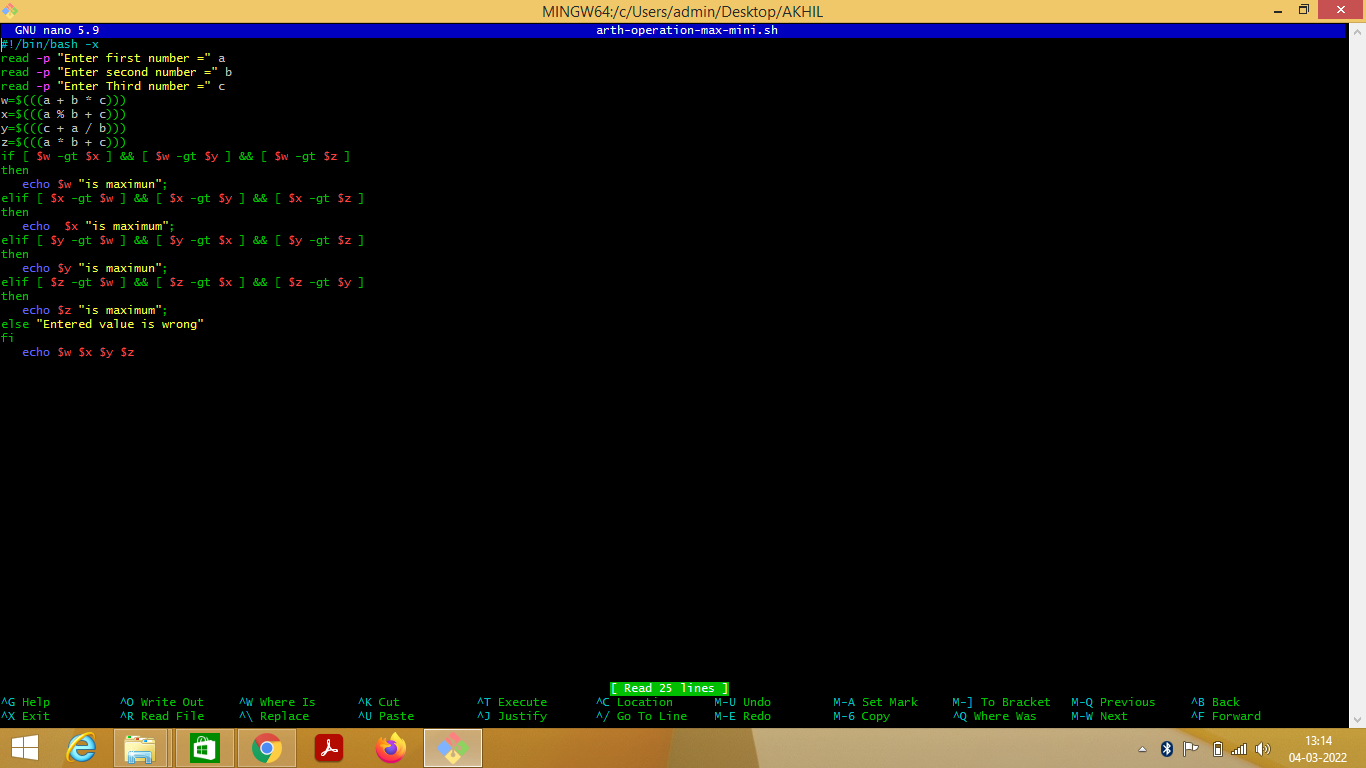 MINGW64:/c/Users/admin/Desktop/AKHIL
GNU nano 5.9 arth-operation-max-mini.sh
#!/bin/bash -x
read -p "Enter first number =" a
read -p "Enter second number =" b
read -p "Enter Third number =" c
w=$(((a + b * c)))
x=$(((a % b + c)))
y=$(((c + a / b)))
z=$(((a * b + c)))
if [ $w -gt $x ] && [ $w -gt $y ] && [ $w -gt $z ]
then
   echo $w "is maximun";
elif [ $x -gt $w ] && [ $x -gt $y ] && [ $x -gt $z ]
then
   echo  $x "is maximum";
elif [ $y -gt $w ] && [ $y -gt $x ] && [ $y -gt $z ]
then
   echo $y "is maximun";
elif [ $z -gt $w ] && [ $z -gt $x ] && [ $z -gt $y ]
then
   echo $z "is maximum";
else "Entered value is wrong"
fi
   echo $w $x $y $z
[ Read 25 lines ]
^G Help ^O Write Out ^W Where Is ^K Cut ^T Execute ^C Location M-U Undo M-A Set Mark M-] To Bracket M-Q Previous ^B Back
^X Exit ^R Read File ^\ Replace ^U Paste ^J Justify ^/ Go To Line M-E Redo M-6 Copy ^Q Where Was M-W Next ^F Forward
13:14
04-03-2022